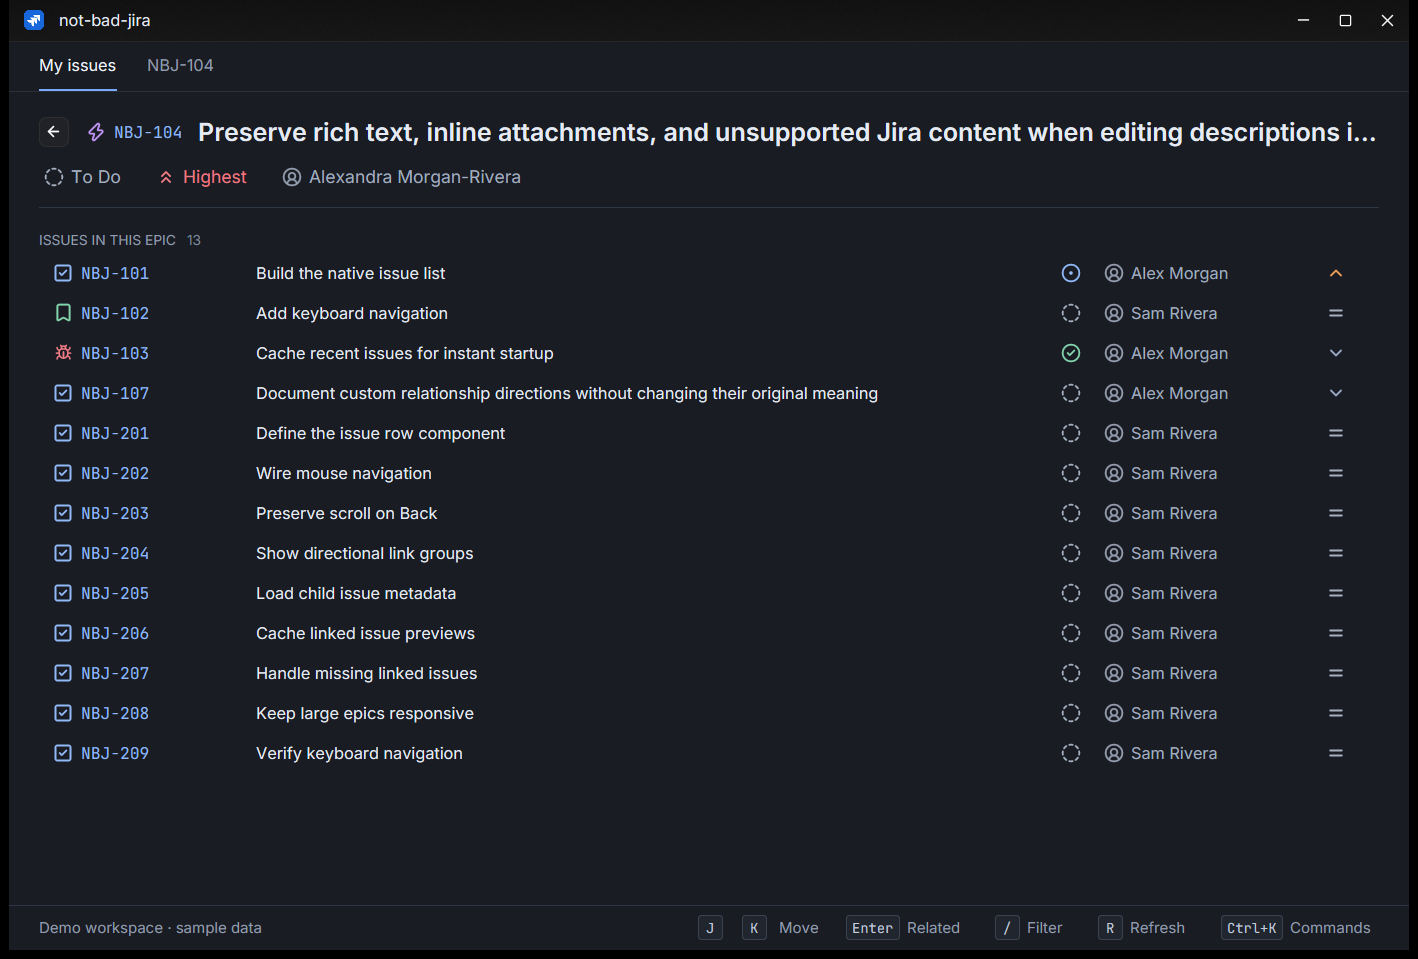 not-bad-jira
My issues NBJ-104
NBJ-104 Preserve rich text, inline attachments, and unsupported Jira content when editing descriptions i...
To Do Highest Alexandra Morgan-Rivera
ISSUES IN THIS EPIC 13
NBJ-101 Build the native issue list Alex Morgan
NBJ-102 Add keyboard navigation Sam Rivera
NBJ-103 Cache recent issues for instant startup Alex Morgan
NBJ-107 Document custom relationship directions without changing their original meaning Alex Morgan
NBJ-201 Define the issue row component Sam Rivera
NBJ-202 Wire mouse navigation Sam Rivera
NBJ-203 Preserve scroll on Back Sam Rivera
NBJ-204 Show directional link groups Sam Rivera
NBJ-205 Load child issue metadata Sam Rivera
NBJ-206 Cache linked issue previews Sam Rivera
NBJ-207 Handle missing linked issues Sam Rivera
NBJ-208 Keep large epics responsive Sam Rivera
NBJ-209 Verify keyboard navigation Sam Rivera
Demo workspace · sample data J K Move Enter Related / Filter R Refresh Ctrl+K Commands